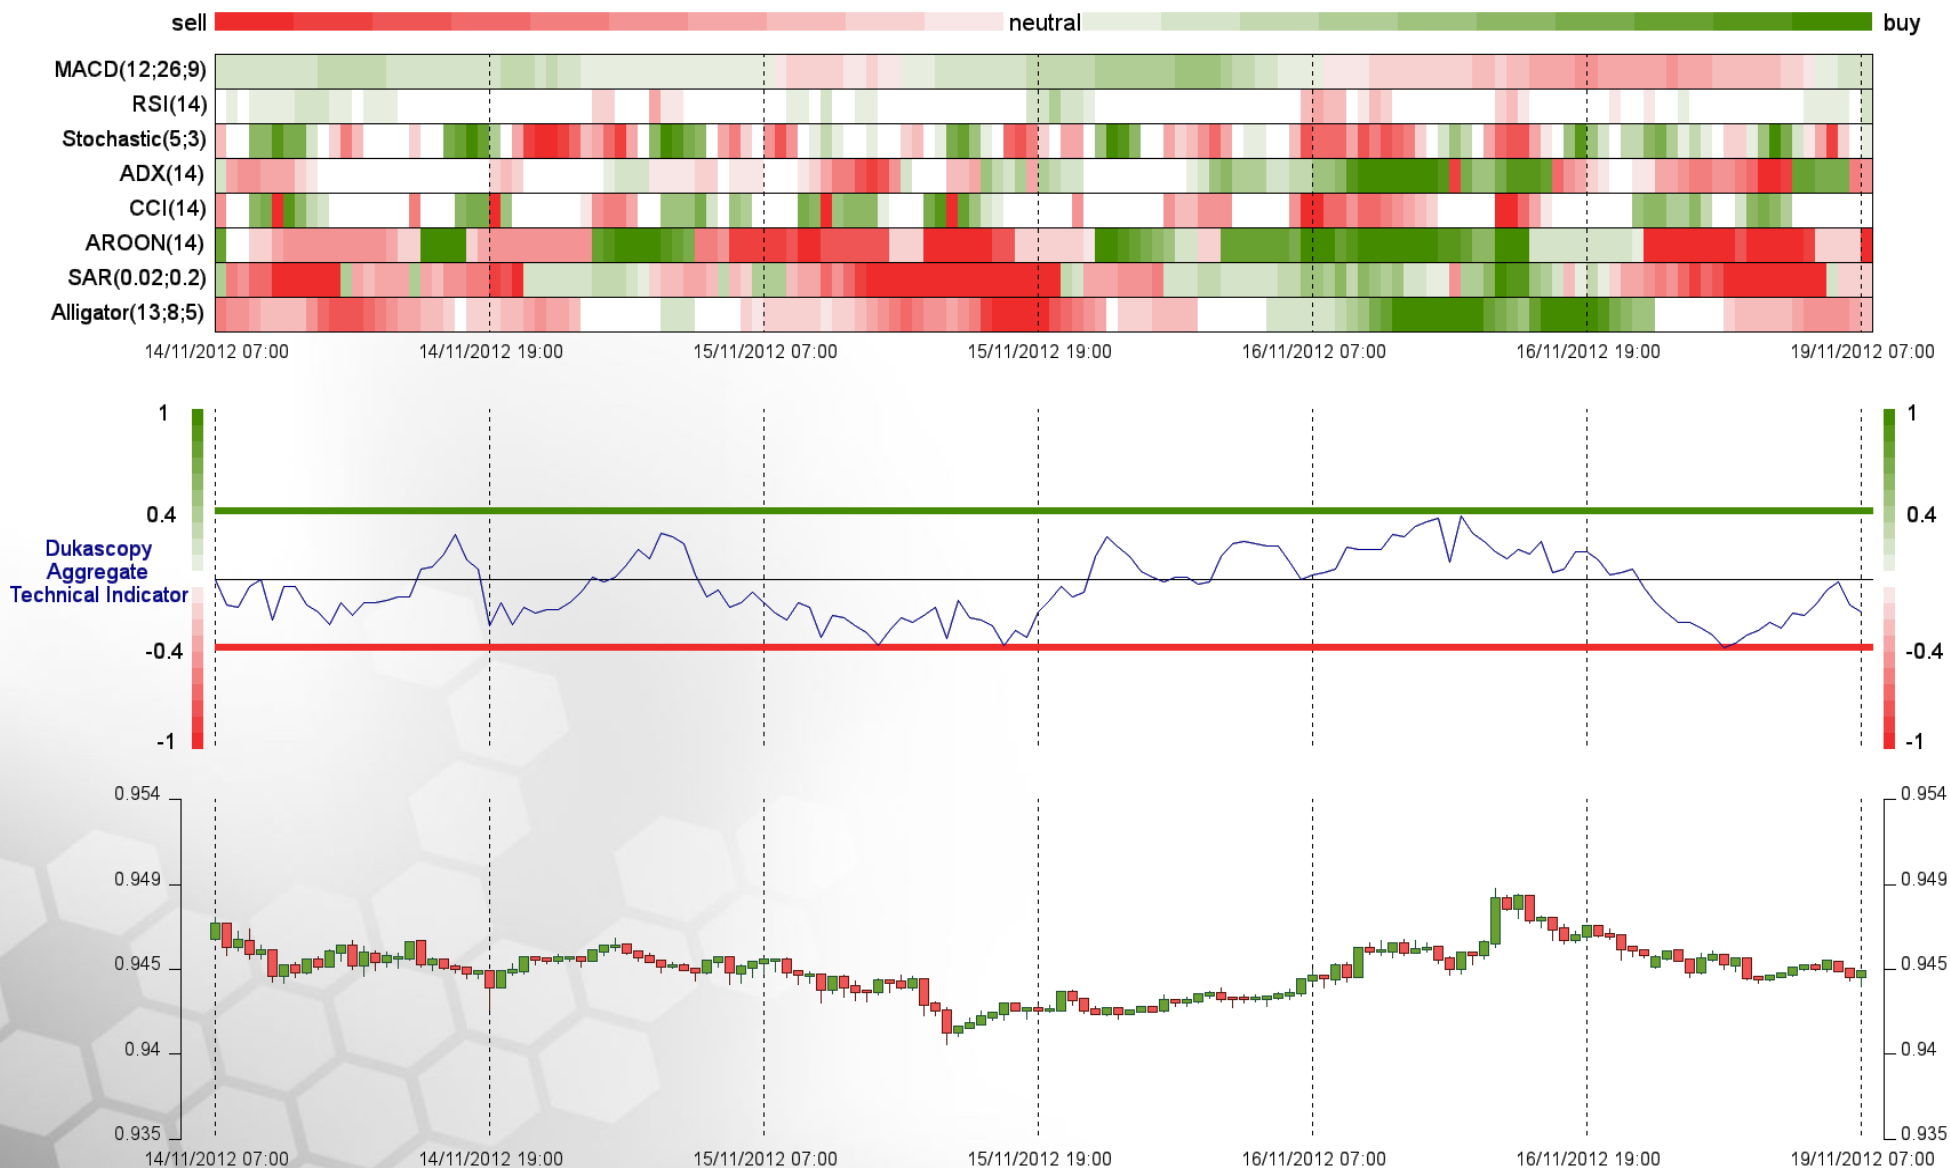 sell neutral buy
MACD(12;26;9)
RSI(14)
Stochastic(5;3)
ADX(14)
CCI(14)
AROON(14)
SAR(0.02;0.2)
Alligator(13;8;5)
14/11/2012 07:00 14/11/2012 19:00 15/11/2012 07:00 15/11/2012 19:00 16/11/2012 07:00 16/11/2012 19:00 19/11/2012 07:00
1 1
0.4 0.4
Dukascopy
Aggregate
Technical Indicator
-0.4 -0.4
-1 -1
0.954 0.954
0.949 0.949
0.945 0.945
0.94 0.94
0.935 0.935
14/11/2012 07:00 14/11/2012 19:00 15/11/2012 07:00 15/11/2012 19:00 16/11/2012 07:00 16/11/2012 19:00 19/11/2012 07:00